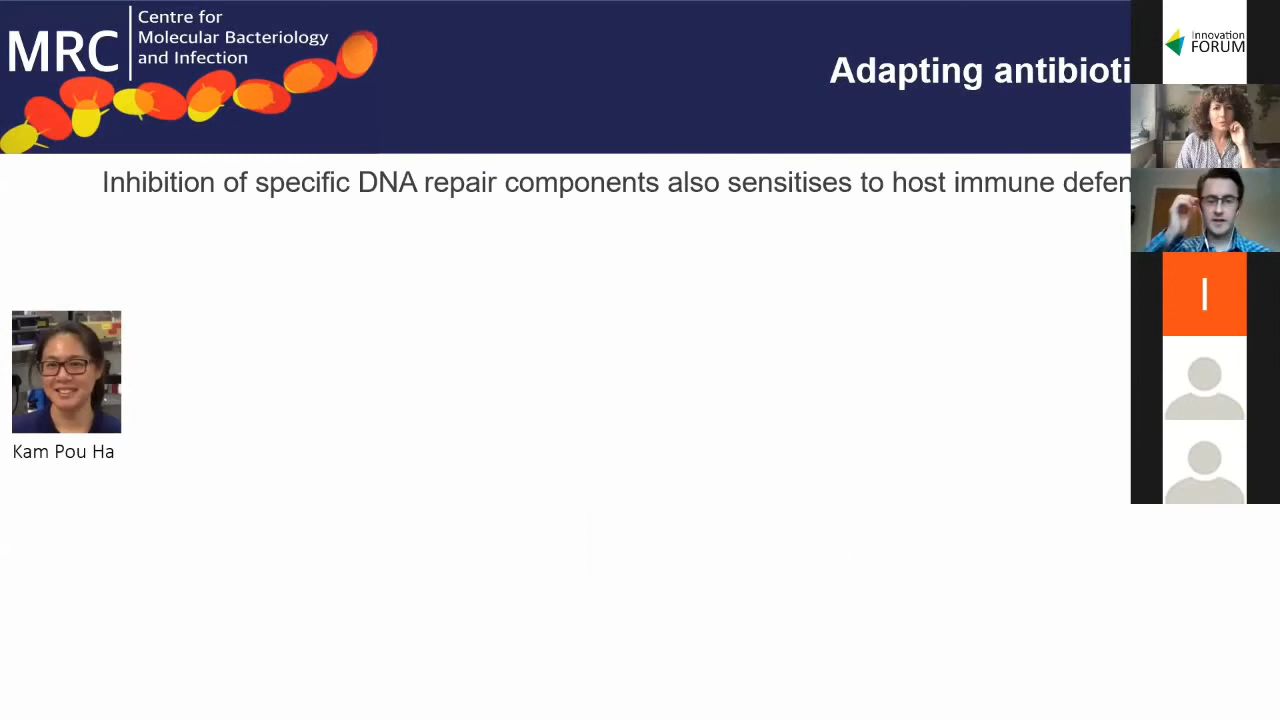 MRC
Centre for
Molecular Bacteriology
and Infection
Adapting antibioti
Innovation
FORUM
Inhibition of specific DNA repair components also sensitises to host immune defen
I
Kam Pou Ha